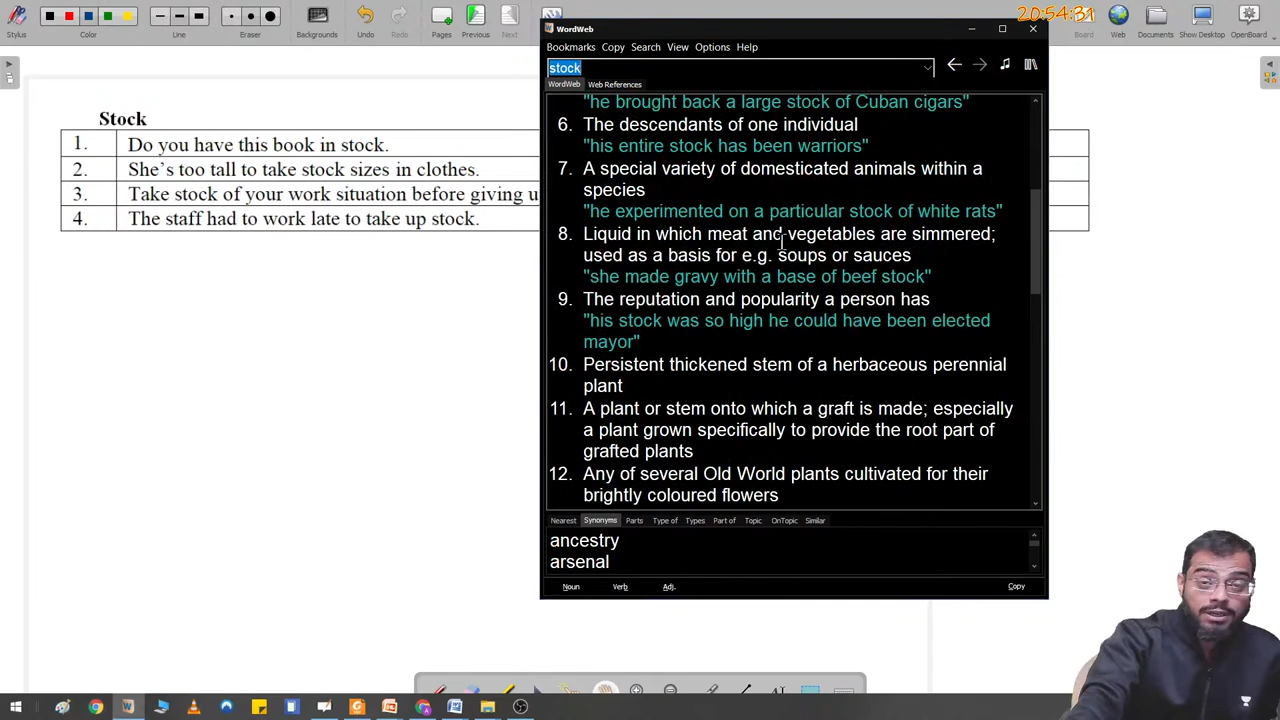 20:54:31
Stylus
Color
Line
Eraser
Backgrounds
Undo
Redo
Pages
Previous
Board
Web
Documents
Show Desktop
OpenBoard
WordWeb
Bookmarks Copy Search View Options Help
stock
WordWeb Web References
"he brought back a large stock of Cuban cigars"
6. The descendants of one individual
"his entire stock has been warriors"
7. A special variety of domesticated animals within a
species
"he experimented on a particular stock of white rats"
8. Liquid in which meat and vegetables are simmered;
used as a basis for e.g. soups or sauces
"she made gravy with a base of beef stock"
9. The reputation and popularity a person has
"his stock was so high he could have been elected
mayor"
10. Persistent thickened stem of a herbaceous perennial
plant
11. A plant or stem onto which a graft is made; especially
a plant grown specifically to provide the root part of
grafted plants
12. Any of several Old World plants cultivated for their
brightly coloured flowers
Nearest Synonyms Parts Type of Types Part of Topic OnTopic Similar
ancestry
arsenal
Noun Verb Adj. Copy
Stock
1. Do you have this book in stock.
2. She's too tall to take stock sizes in clothes.
3. Take stock of your work situation before giving u
4. The staff had to work late to take up stock.